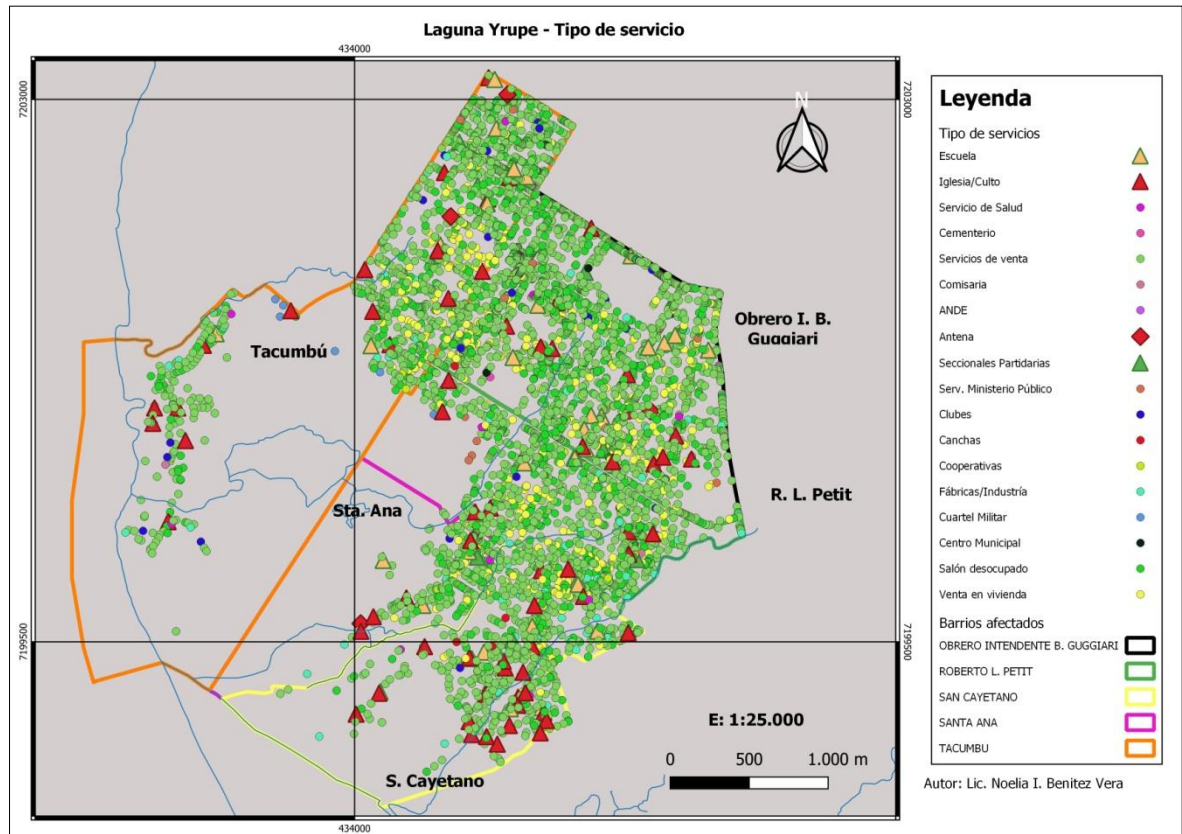 Laguna Yrupe - Tipo de servicio
434000
7203000
7203000
N
Obrero I. B.
Guggiari
Tacumbú
R. L. Petit
Sta. Ana
7199500
7199500
E: 1:25.000
0 500 1.000 m
S. Cayetano
434000
Leyenda
Tipo de servicios
Escuela
Iglesia/Culto
Servicio de Salud
Cementerio
Servicios de venta
Comisaria
ANDE
Antena
Seccionales Partidarias
Serv. Ministerio Público
Clubes
Canchas
Cooperativas
Fábricas/Industría
Cuartel Militar
Centro Municipal
Salón desocupado
Venta en vivienda
Barrios afectados
OBRERO INTENDENTE B. GUGGIARI
ROBERTO L. PETIT
SAN CAYETANO
SANTA ANA
TACUMBU
Autor: Lic. Noelia I. Benitez Vera